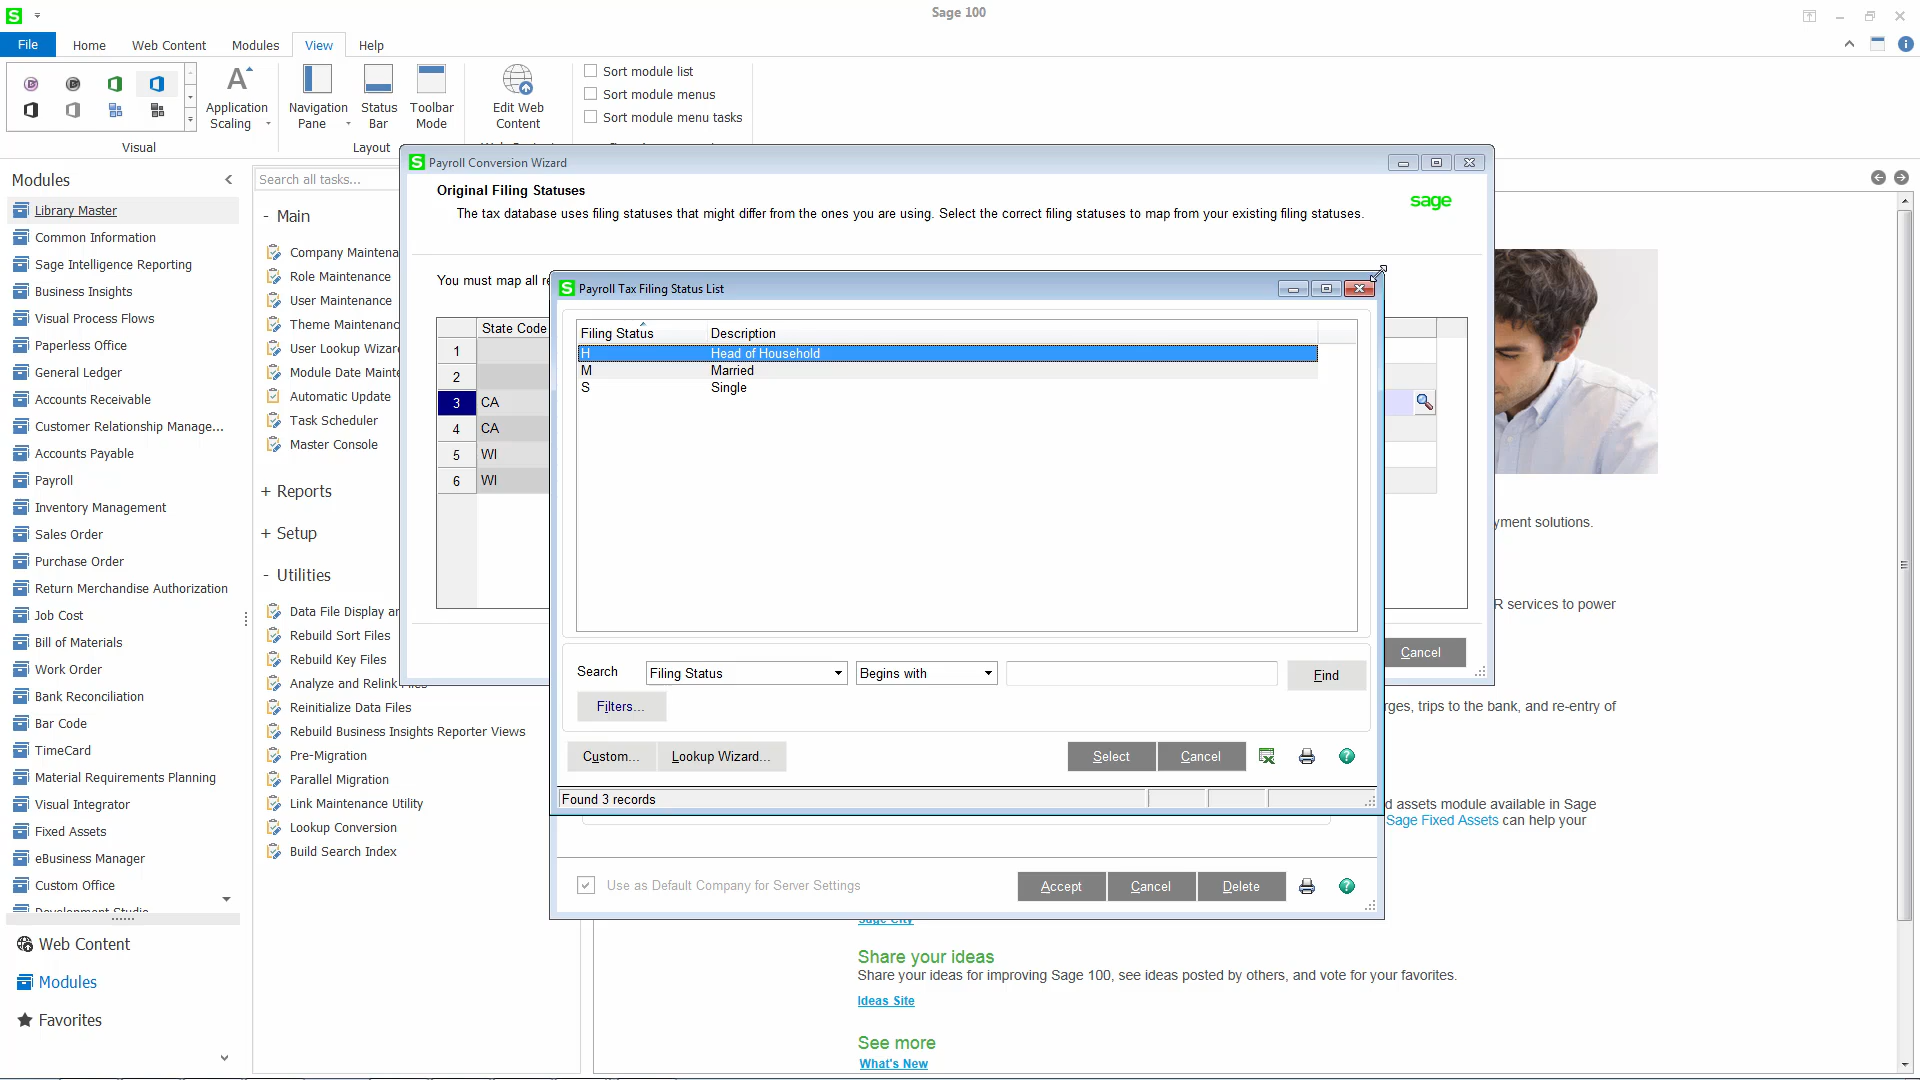 Sage 100
File
Home
Web Content
Modules
View
Help
Application Scaling
Navigation Pane
Status Bar
Toolbar Mode
Edit Web Content
Sort module list
Sort module menus
Sort module menu tasks
Visual
Layout
Modules
Library Master
Common Information
Sage Intelligence Reporting
Business Insights
Visual Process Flows
Paperless Office
General Ledger
Accounts Receivable
Customer Relationship Manage...
Accounts Payable
Payroll
Inventory Management
Sales Order
Purchase Order
Return Merchandise Authorization
Job Cost
Bill of Materials
Work Order
Bank Reconciliation
Bar Code
TimeCard
Material Requirements Planning
Visual Integrator
Fixed Assets
eBusiness Manager
Custom Office
Web Content
Modules
Favorites
Search all tasks...
- Main
Company Maintena
Role Maintenance
User Maintenance
Theme Maintenanc
User Lookup Wizar
Module Date Mainte
Automatic Update
Task Scheduler
Master Console
+ Reports
+ Setup
- Utilities
Data File Display ar
Rebuild Sort Files
Rebuild Key Files
Analyze and Relink
Reinitialize Data Files
Rebuild Business Insights Reporter Views
Pre-Migration
Parallel Migration
Link Maintenance Utility
Lookup Conversion
Build Search Index
S Payroll Conversion Wizard
Original Filing Statuses
The tax database uses filing statuses that might differ from the ones you are using. Select the correct filing statuses to map from your existing filing statuses.
sage
You must map all re
State Code
1
2
3 CA
4 CA
5 WI
6 WI
Cancel
S Payroll Tax Filing Status List
Filing Status Description
H Head of Household
M Married
S Single
Search
Filing Status
Begins with
Find
Filters...
Custom...
Lookup Wizard...
Select
Cancel
Found 3 records
Use as Default Company for Server Settings
Accept
Cancel
Delete
yment solutions.
R services to power
rges, trips to the bank, and re-entry of
d assets module available in Sage
Sage Fixed Assets can help your
Sage City
Share your ideas
Share your ideas for improving Sage 100, see ideas posted by others, and vote for your favorites.
Ideas Site
See more
What's New